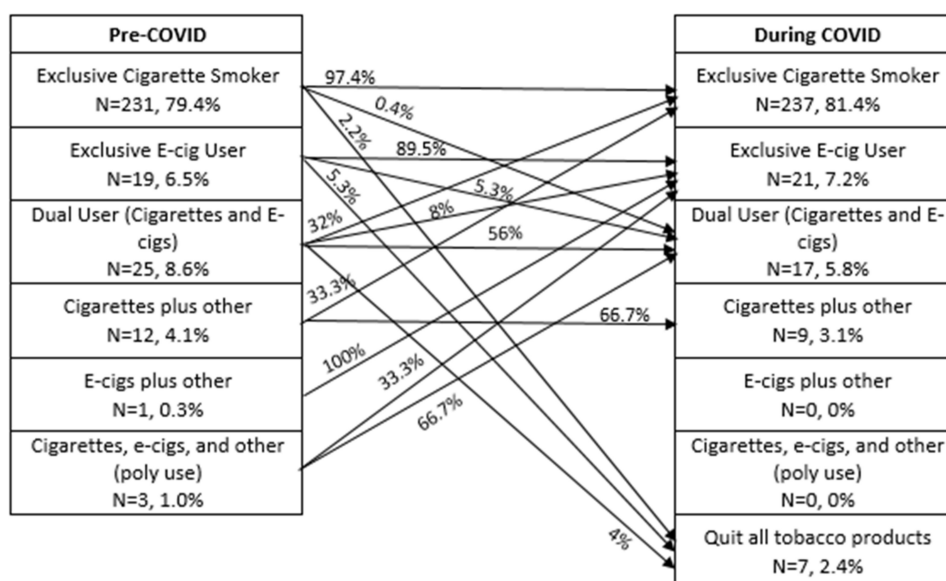 Pre-COVID
Exclusive Cigarette Smoker
N=231, 79.4%
Exclusive E-cig User
N=19, 6.5%
Dual User (Cigarettes and E-
cigs)
N=25, 8.6%
Cigarettes plus other
N=12, 4.1%
E-cigs plus other
N=1, 0.3%
Cigarettes, e-cigs, and other
(poly use)
N=3, 1.0%
97.4%
0.4%
2.2%
89.5%
5.3%
5.3%
32%
8%
56%
33.3%
66.7%
100%
33.3%
66.7%
4%
During COVID
Exclusive Cigarette Smoker
N=237, 81.4%
Exclusive E-cig User
N=21, 7.2%
Dual User (Cigarettes and E-
cigs)
N=17, 5.8%
Cigarettes plus other
N=9, 3.1%
E-cigs plus other
N=0, 0%
Cigarettes, e-cigs, and other
(poly use)
N=0, 0%
Quit all tobacco products
N=7, 2.4%